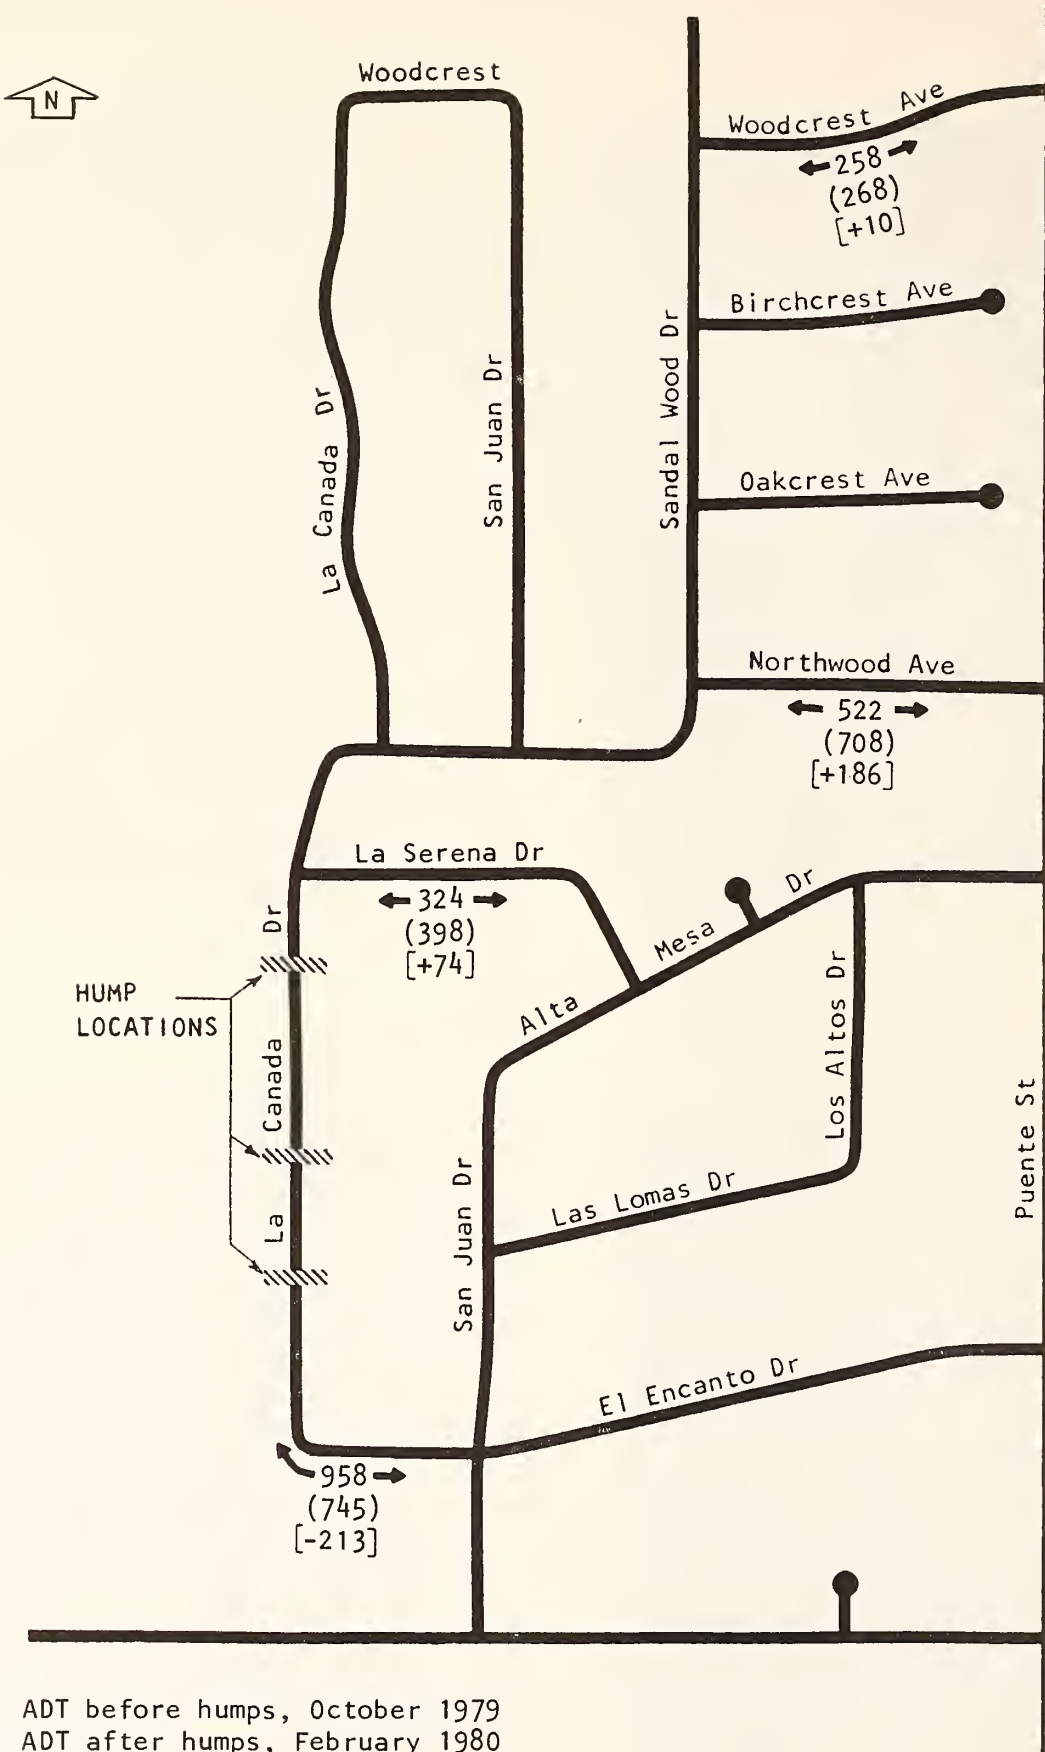 N
Woodcrest
Woodcrest Ave
258
(268)
[+10]
Birchcrest Ave
La Canada Dr
San Juan Dr
Sandal Wood Dr
Oakcrest Ave
Northwood Ave
522
(708)
[+186]
La Serena Dr
324
(398)
[+74]
Alta Mesa Dr
HUMP
LOCATIONS
La Canada Dr
Los Altos Dr
Puente St
San Juan Dr
Las Lomas Dr
El Encanto Dr
958
(745)
[-213]
ADT before humps, October 1979
ADT after humps, February 1980